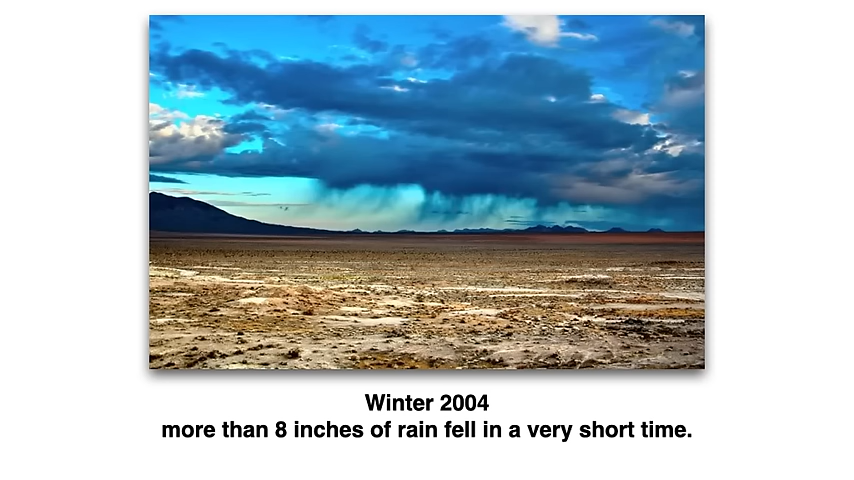 Winter 2004
more than 8 inches of rain fell in a very short time.